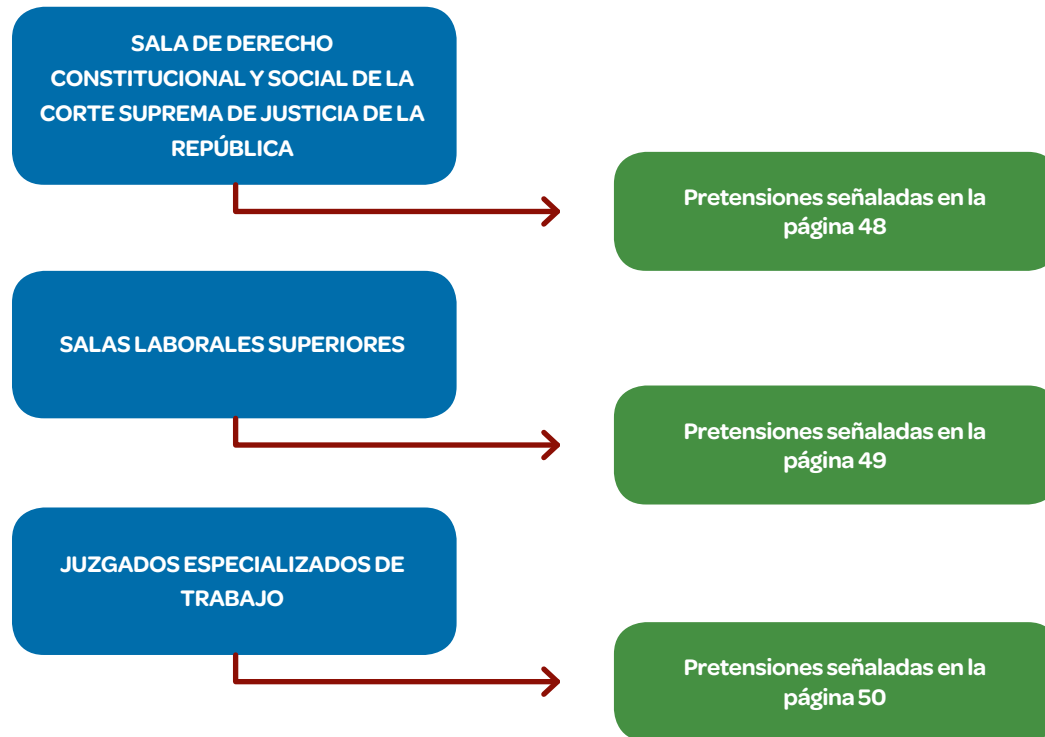 SALA DE DERECHO
CONSTITUCIONAL Y SOCIAL DE LA
CORTE SUPREMA DE JUSTICIA DE LA
REPÚBLICA
Pretensiones señaladas en la
página 48
SALAS LABORALES SUPERIORES
Pretensiones señaladas en la
página 49
JUZGADOS ESPECIALIZADOS DE
TRABAJO
Pretensiones señaladas en la
página 50